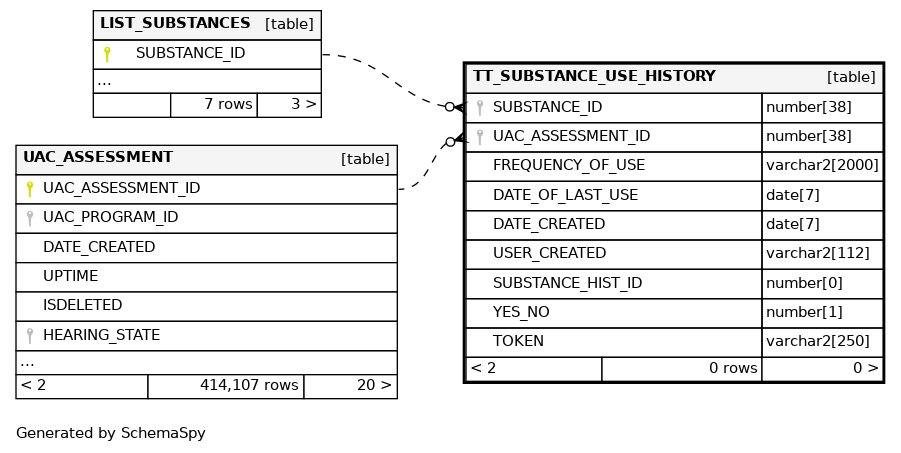 LIST_SUBSTANCES [table]
SUBSTANCE_ID
...
7 rows 3 >
UAC_ASSESSMENT [table]
UAC_ASSESSMENT_ID
UAC_PROGRAM_ID
DATE_CREATED
UPTIME
ISDELETED
HEARING_STATE
...
< 2 414,107 rows 20 >
TT_SUBSTANCE_USE_HISTORY [table]
SUBSTANCE_ID number[38]
UAC_ASSESSMENT_ID number[38]
FREQUENCY_OF_USE varchar2[2000]
DATE_OF_LAST_USE date[7]
DATE_CREATED date[7]
USER_CREATED varchar2[112]
SUBSTANCE_HIST_ID number[0]
YES_NO number[1]
TOKEN varchar2[250]
< 2 0 rows 0 >
Generated by SchemaSpy